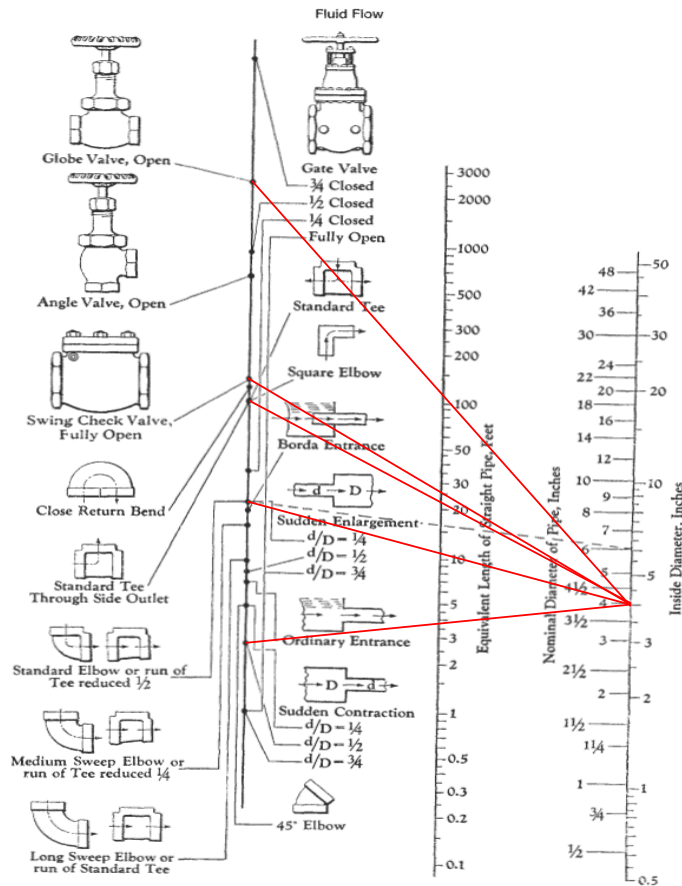 Fluid Flow
Globe Valve, Open
Angle Valve, Open
Swing Check Valve,
Fully Open
Close Return Bend
Standard Tee
Through Side Outlet
Standard Elbow or run of
Tee reduced ½
Medium Sweep Elbow or
run of Tee reduced ¼
Long Sweep Elbow or
run of Standard Tee
Gate Valve
¾ Closed
½ Closed
¼ Closed
Fully Open
Standard Tee
Square Elbow
Borda Entrance
d D
Sudden Enlargement
d/D = ¼
d/D = ½
d/D = ¾
Ordinary Entrance
D d
Sudden Contraction
d/D = ¼
d/D = ½
d/D = ¾
45° Elbow
3000
2000
1000
500
300
200
100
50
30
20
10
5
3
2
1
0.5
0.3
0.2
0.1
Equivalent Length of Straight Pipe, Feet
Nominal Diameter of Pipe, Inches
48
42
36
30
24
22
20
18
16
14
12
10
9
8
7
6
5
4½
4
3½
3
2½
2
1½
1¼
1
¾
½
50
30
20
10
5
3
2
1
0.5
Inside Diameter, Inches